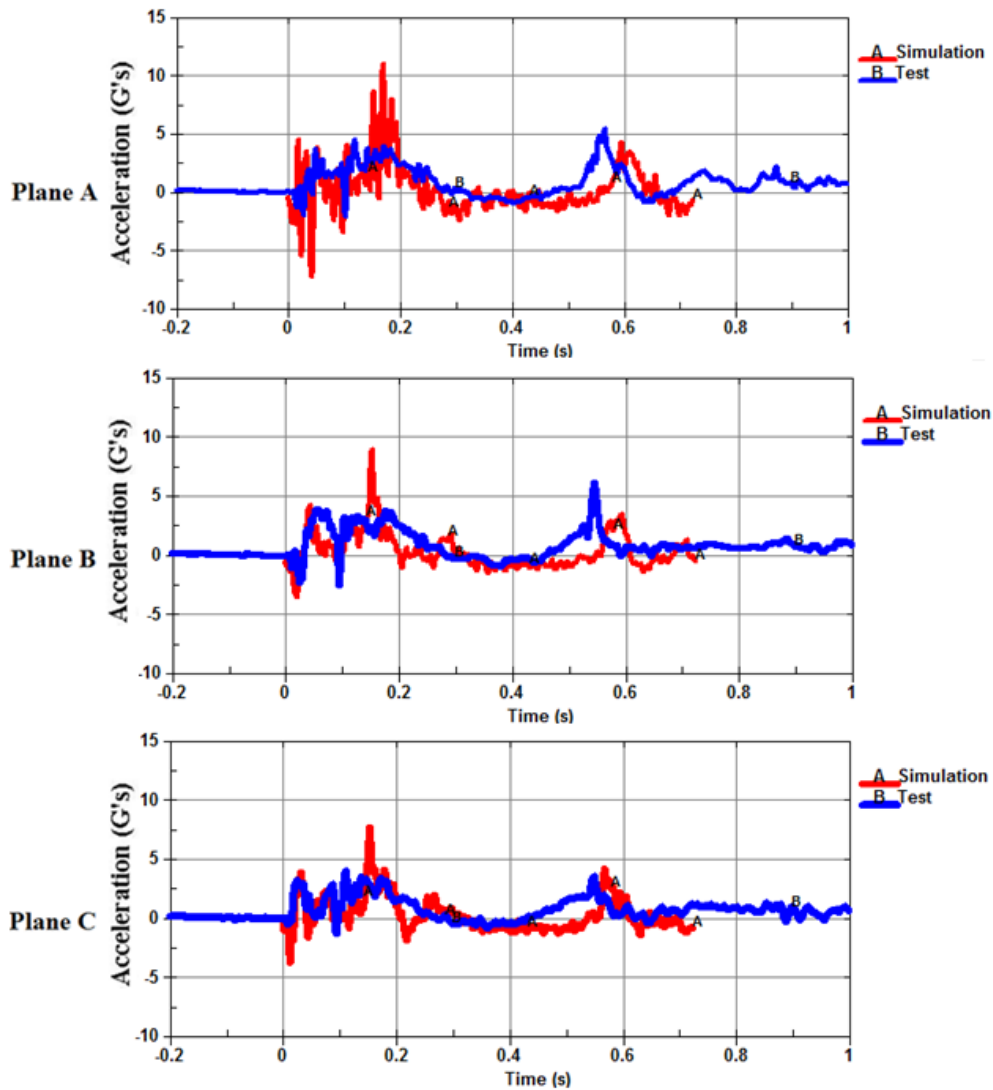 Plane A
Acceleration (G's)
15
10
5
0
-5
-10
-0.2
0
0.2
0.4
0.6
0.8
1
Time (s)
A Simulation
B Test
A
B
A
A
A
A
B
Plane B
Acceleration (G's)
15
10
5
0
-5
-10
-0.2
0
0.2
0.4
0.6
0.8
1
Time (s)
A Simulation
B Test
A
A
B
A
A
A
B
Plane C
Acceleration (G's)
15
10
5
0
-5
-10
-0.2
0
0.2
0.4
0.6
0.8
1
Time (s)
A Simulation
B Test
A
A
B
A
A
A
B